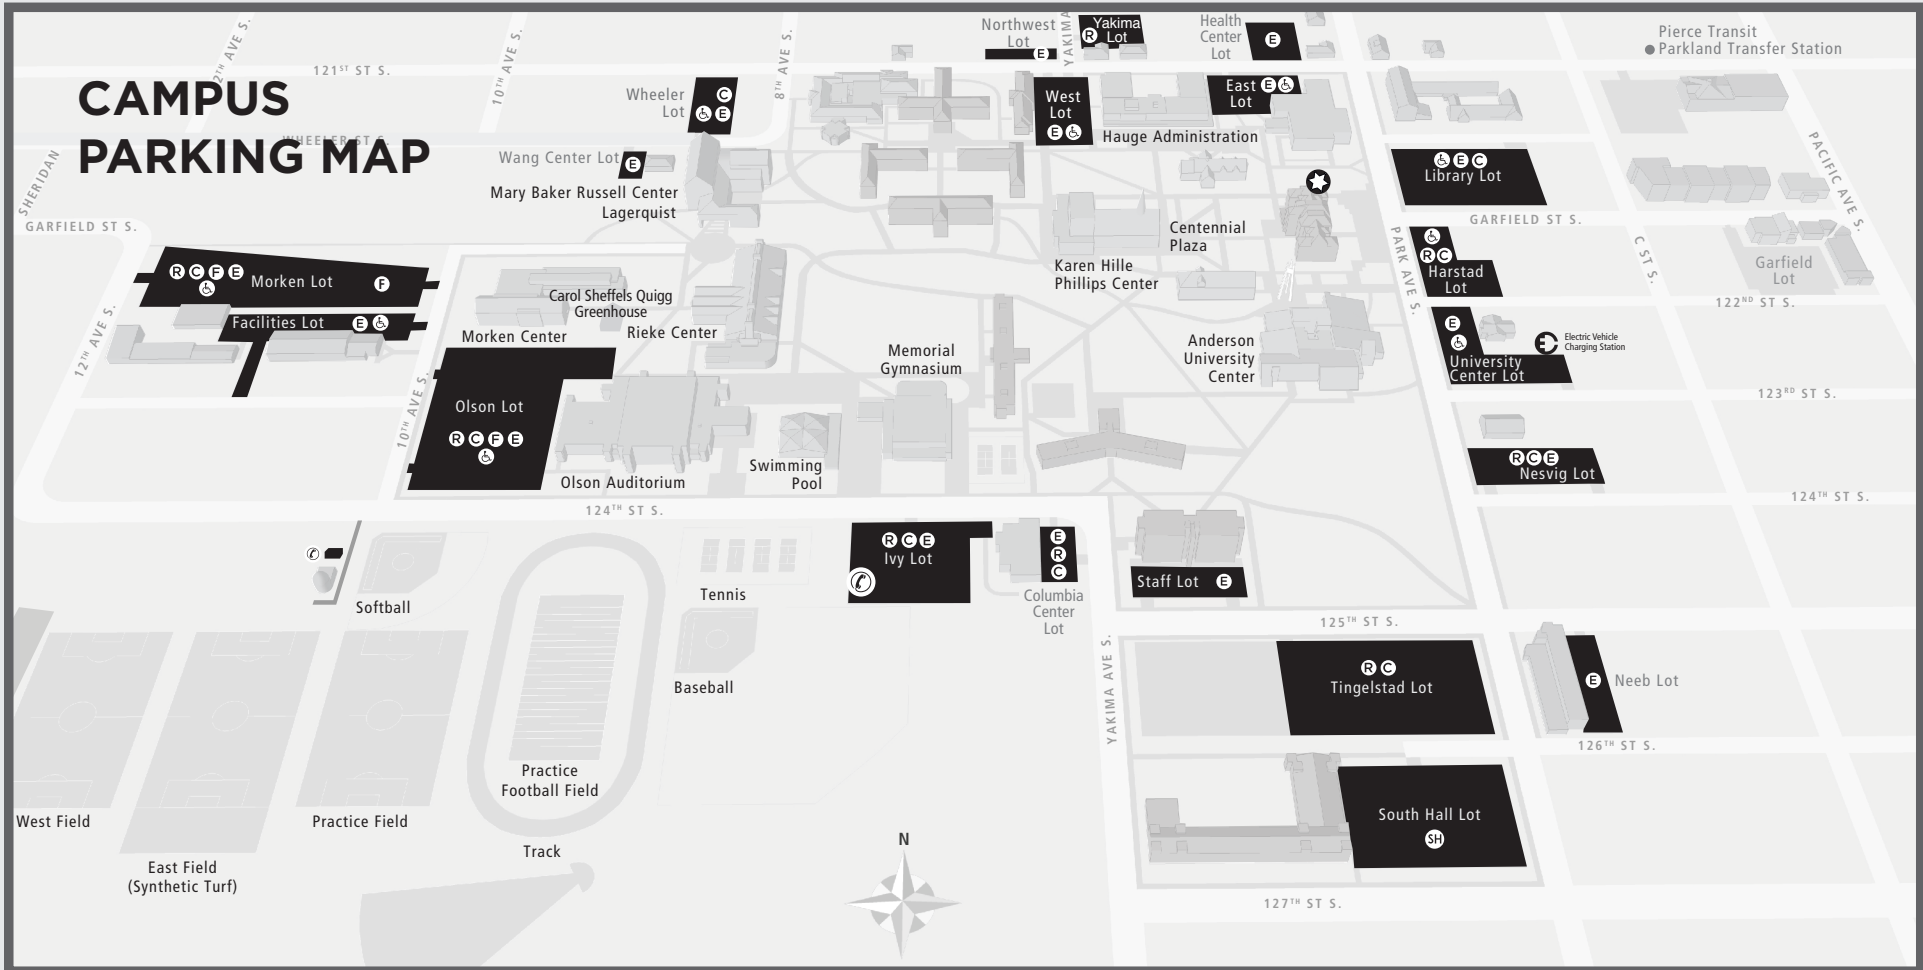 CAMPUS
PARKING MAP
121ST ST S.
WHEELER ST S.
SHERIDAN
GARFIELD ST S.
12TH AVE S.
10TH AVE S.
8TH AVE S.
Northwest
Lot
E
YAKIMA
Yakima
R Lot
Health
Center
Lot
E
Pierce Transit
Parkland Transfer Station
Wheeler
Lot
C
E
West
Lot
E
East
Lot
E
Hauge Administration
Wang Center Lot
E
Mary Baker Russell Center
Lagerquist
E C
Library Lot
PACIFIC AVE S.
GARFIELD ST S.
Centennial
Plaza
Karen Hille
Phillips Center
PARK AVE S.
R C
Harstad
Lot
C ST S.
Garfield
Lot
122ND ST S.
R C F E
Morken Lot
F
Facilities Lot
E
12TH AVE S.
Carol Sheffels Quigg
Greenhouse
Morken Center
Rieke Center
Memorial
Gymnasium
Anderson
University
Center
E
University
Center Lot
Electric Vehicle
Charging Station
123RD ST S.
10TH AVE S.
Olson Lot
R C F E
Olson Auditorium
Swimming
Pool
R C E
Nesvig Lot
124TH ST S.
124TH ST S.
R C E
Ivy Lot
E
R
C
Columbia
Center
Lot
Staff Lot
E
Softball
Tennis
Baseball
125TH ST S.
YAKIMA AVE S.
R C
Tingelstad Lot
E
Neeb Lot
126TH ST S.
Practice
Football Field
West Field
Practice Field
East Field
(Synthetic Turf)
Track
N
South Hall Lot
SH
127TH ST S.